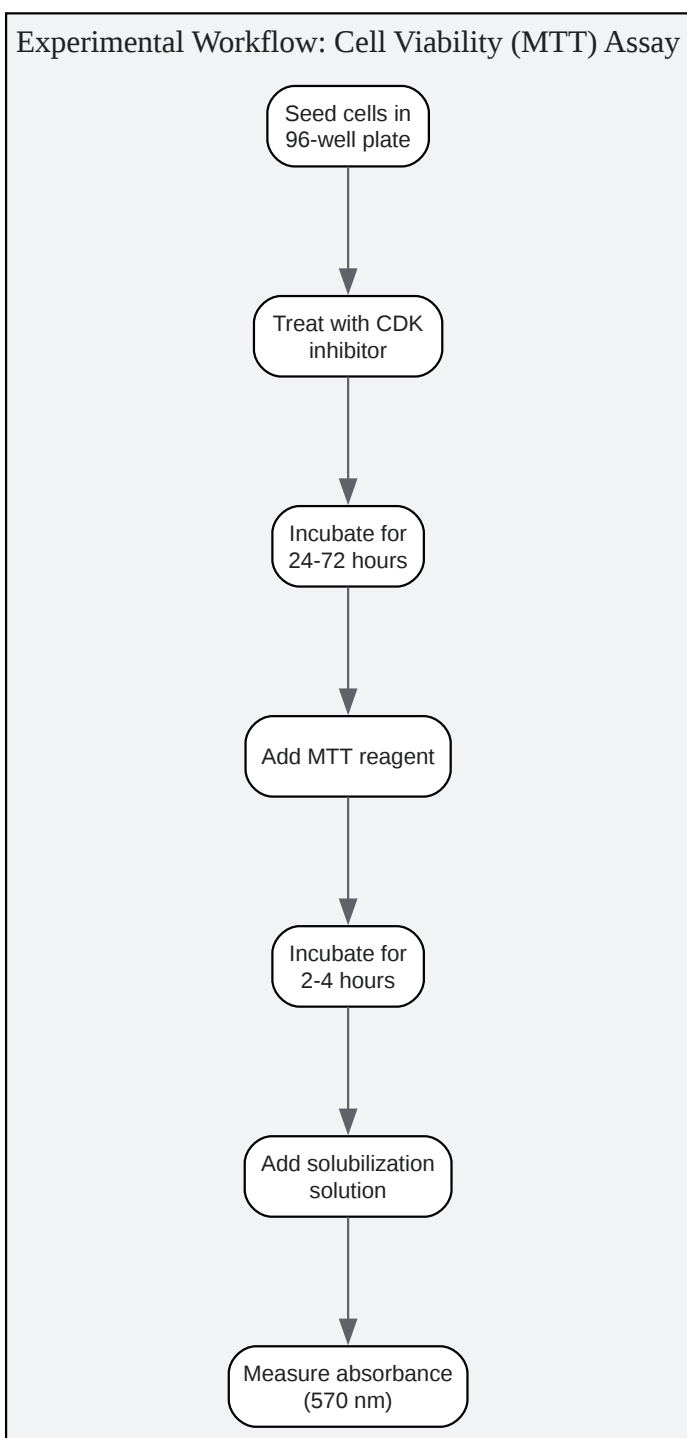 Experimental Workflow: Cell Viability (MTT) Assay
Seed cells in
96-well plate
Treat with CDK
inhibitor
Incubate for
24-72 hours
Add MTT reagent
Incubate for
2-4 hours
Add solubilization
solution
Measure absorbance
(570 nm)